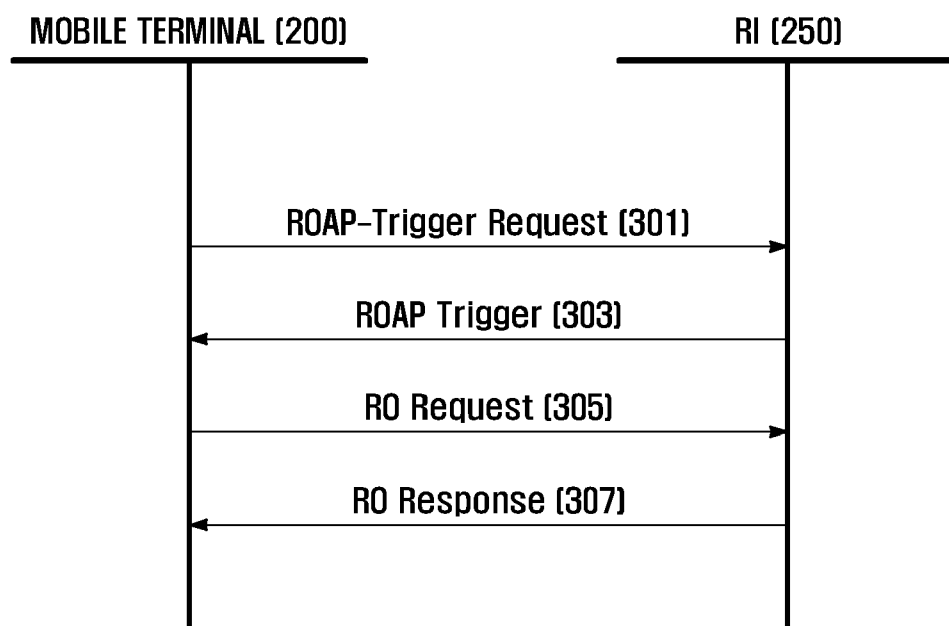 MOBILE TERMINAL (200) RI (250)
ROAP-Trigger Request (301)
ROAP Trigger (303)
RO Request (305)
RO Response (307)